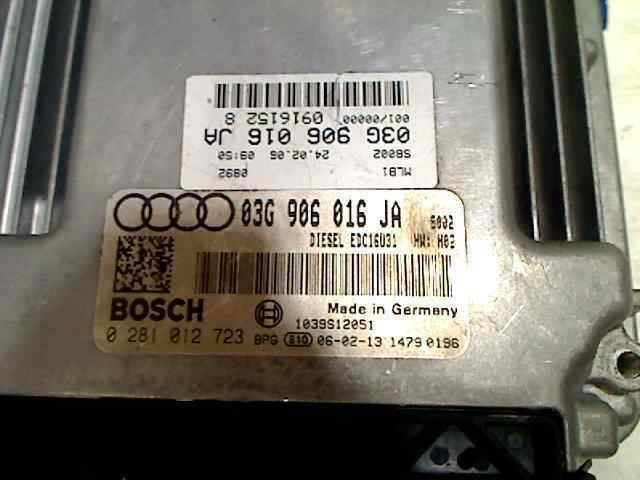 MLB1 0892
SB002 24.02.06 09:50
03G 906 016 JA
001/00000 0916152 8
03G 906 016 JA 5002
DIESEL EDC16U31 HW: H02
BOSCH
Made in Germany
1039S12051
0 281 012 723 BPG 510 06-02-13 1479 0196